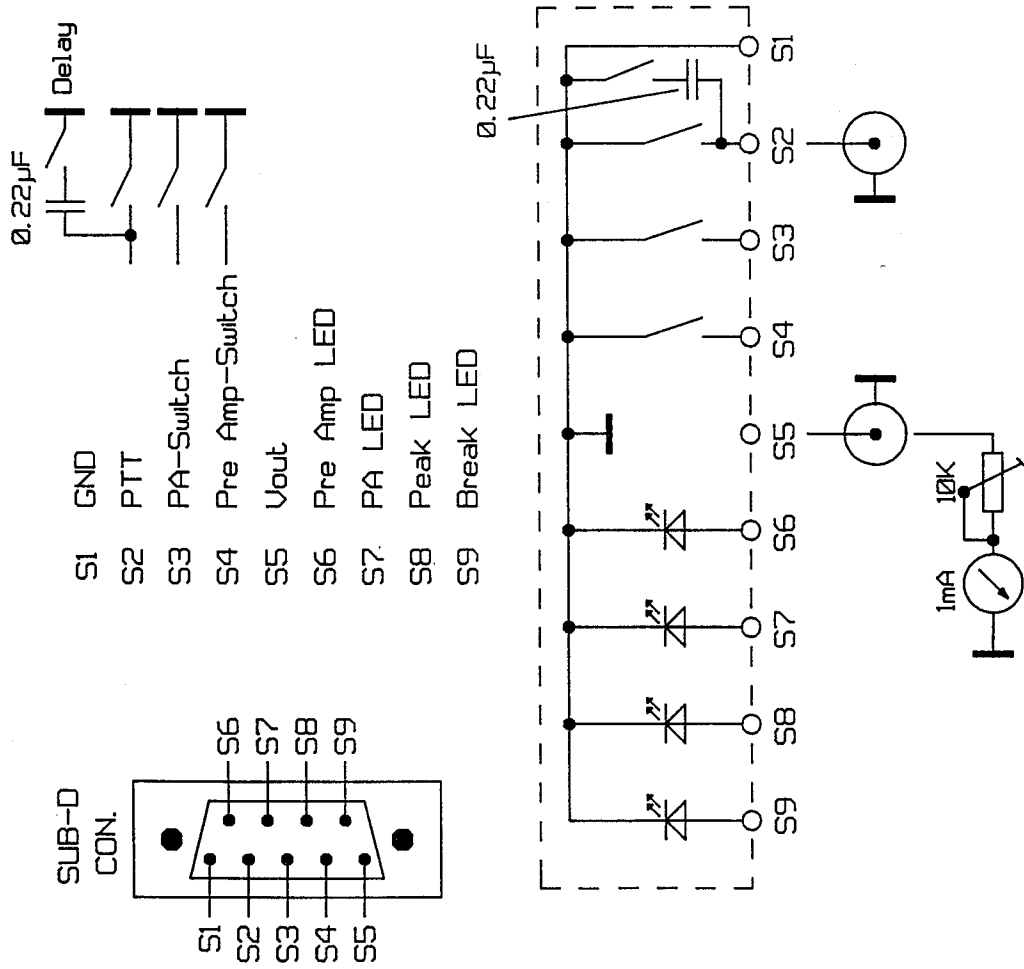 SUB-D
CON.
S1
S2
S3
S4
S5
S6
S7
S8
S9
S1 GND
S2 PTT
S3 PA-Switch
S4 Pre Amp-Switch
S5 Vout
S6 Pre Amp LED
S7 PA LED
S8 Peak LED
S9 Break LED
0.22µF
Delay
0.22µF
S9
S8
S7
S6
S5
S4
S3
S2
S1
1mA
10K